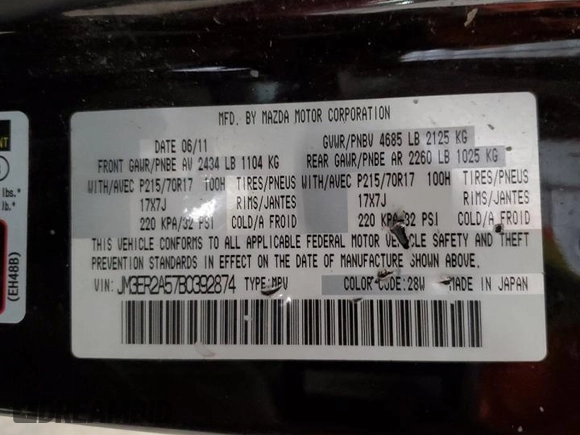 MFD. BY MAZDA MOTOR CORPORATION
DATE 06/11
GVWR/PNBV 4685 LB 2125 KG
FRONT GAWR/PNBE AV 2434 LB 1104 KG
REAR GAWR/PNBE AR 2260 LB 1025 KG
WITH/AVEC P215/70R17 100H TIRES/PNEUS
WITH/AVEC P215/70R17 100H TIRES/PNEUS
17X7J RIMS/JANTES
17X7J RIMS/JANTES
220 KPA/32 PSI COLD/A FROID
220 KPA/32 PSI COLD/A FROID
THIS VEHICLE CONFORMS TO ALL APPLICABLE FEDERAL MOTOR VEHICLE SAFETY AND THEFT
PREVENTION STANDARDS IN EFFECT ON THE DATE OF MANUFACTURE SHOWN ABOVE.
VIN: JM3ER2A57B0392874 TYPE:MPV COLOR CODE:28W MADE IN JAPAN
lbs.*
lbs.*
(EH48B)
DREAMBID